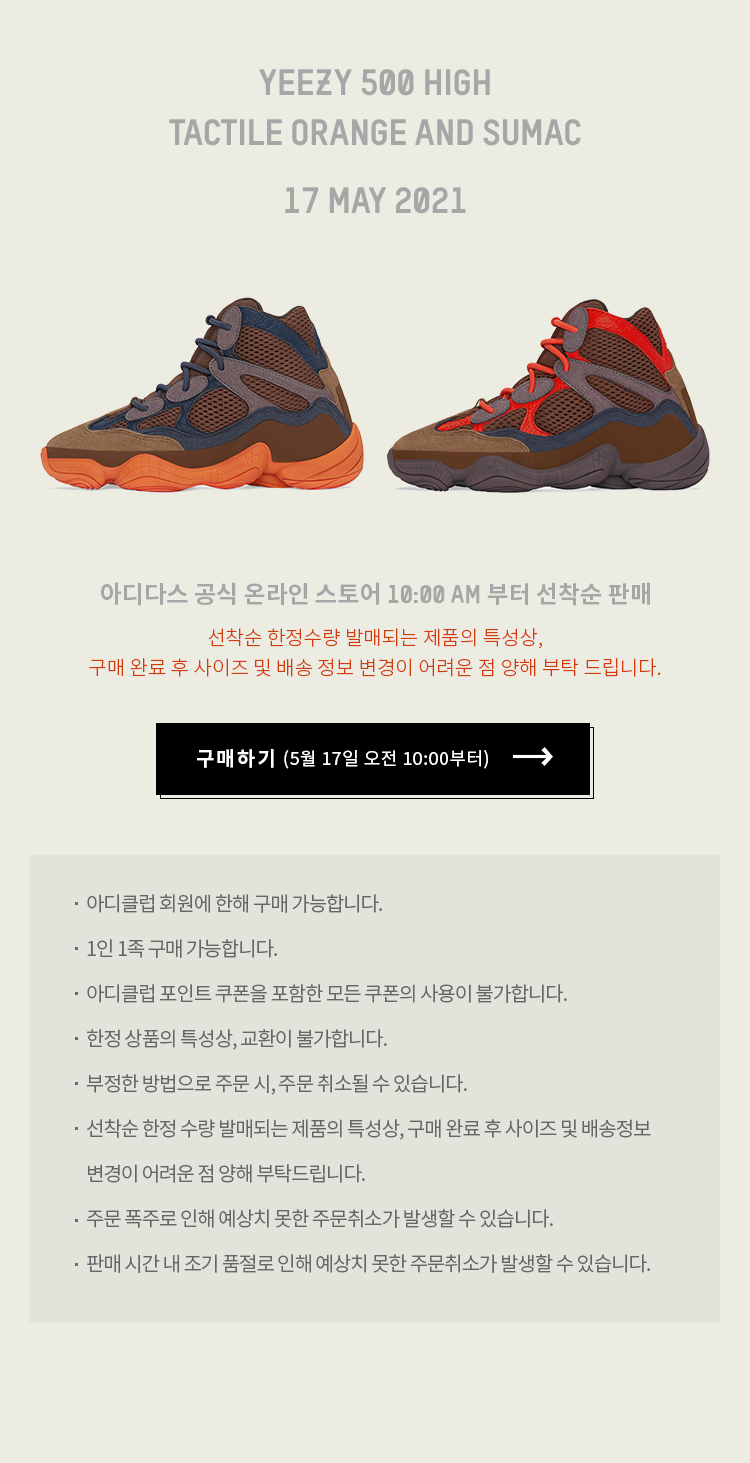 YEEZY 500 HIGH
TACTILE ORANGE AND SUMAC
17 MAY 2021
아디다스 공식 온라인 스토어 10:00 AM 부터 선착순 판매
선착순 한정수량 발매되는 제품의 특성상,
구매 완료 후 사이즈 및 배송 정보 변경이 어려운 점 양해 부탁 드립니다.
구매하기 (5월 17일 오전 10:00부터)
· 아디클럽 회원에 한해 구매 가능합니다.
· 1인 1족 구매 가능합니다.
· 아디클럽 포인트 쿠폰을 포함한 모든 쿠폰의 사용이 불가합니다.
· 한정 상품의 특성상, 교환이 불가합니다.
· 부정한 방법으로 주문 시, 주문 취소될 수 있습니다.
· 선착순 한정 수량 발매되는 제품의 특성상, 구매 완료 후 사이즈 및 배송정보
변경이 어려운 점 양해 부탁드립니다.
· 주문 폭주로 인해 예상치 못한 주문취소가 발생할 수 있습니다.
· 판매 시간 내 조기 품절로 인해 예상치 못한 주문취소가 발생할 수 있습니다.